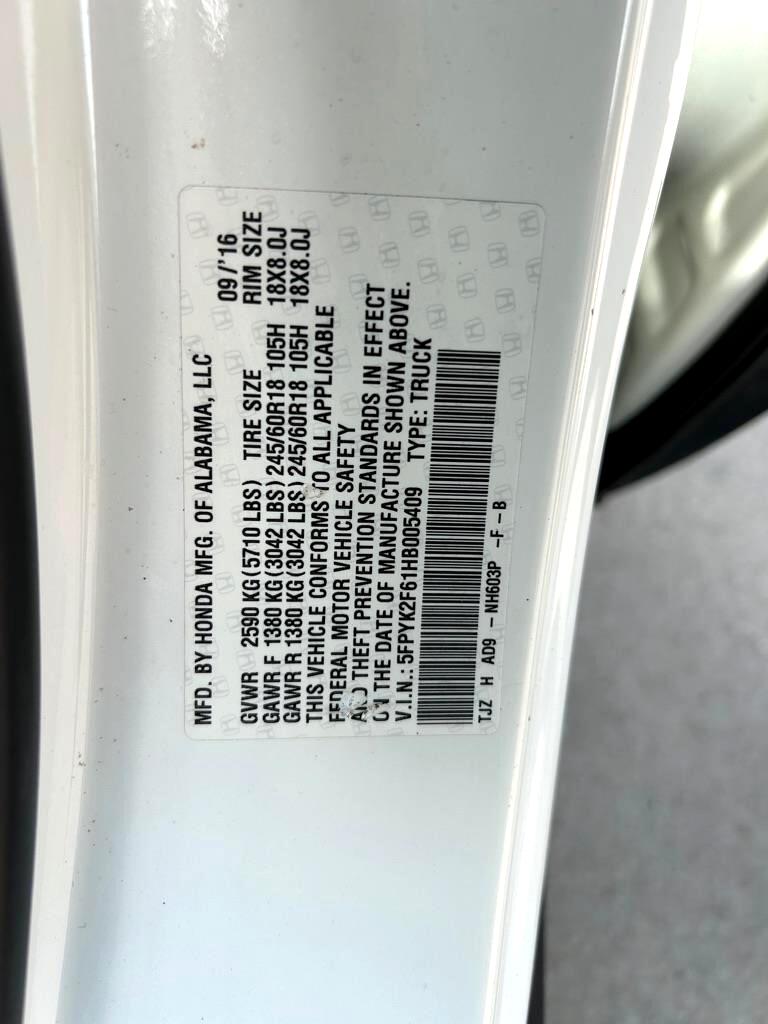 MFD. BY HONDA MFG. OF ALABAMA, LLC 09/'16
GVWR 2590 KG(5710 LBS) TIRE SIZE RIM SIZE
GAWR F 1380 KG(3042 LBS)245/60R18 105H 18X8.0J
GAWR R 1380 KG(3042 LBS)245/60R18 105H 18X8.0J
THIS VEHICLE CONFORMS TO ALL APPLICABLE
FEDERAL MOTOR VEHICLE SAFETY
AND THEFT PREVENTION STANDARDS IN EFFECT
ON THE DATE OF MANUFACTURE SHOWN ABOVE.
V.I.N.: 5FPYK2F61HB005409 TYPE: TRUCK
TJZ H AD9 - NH603P -F-B